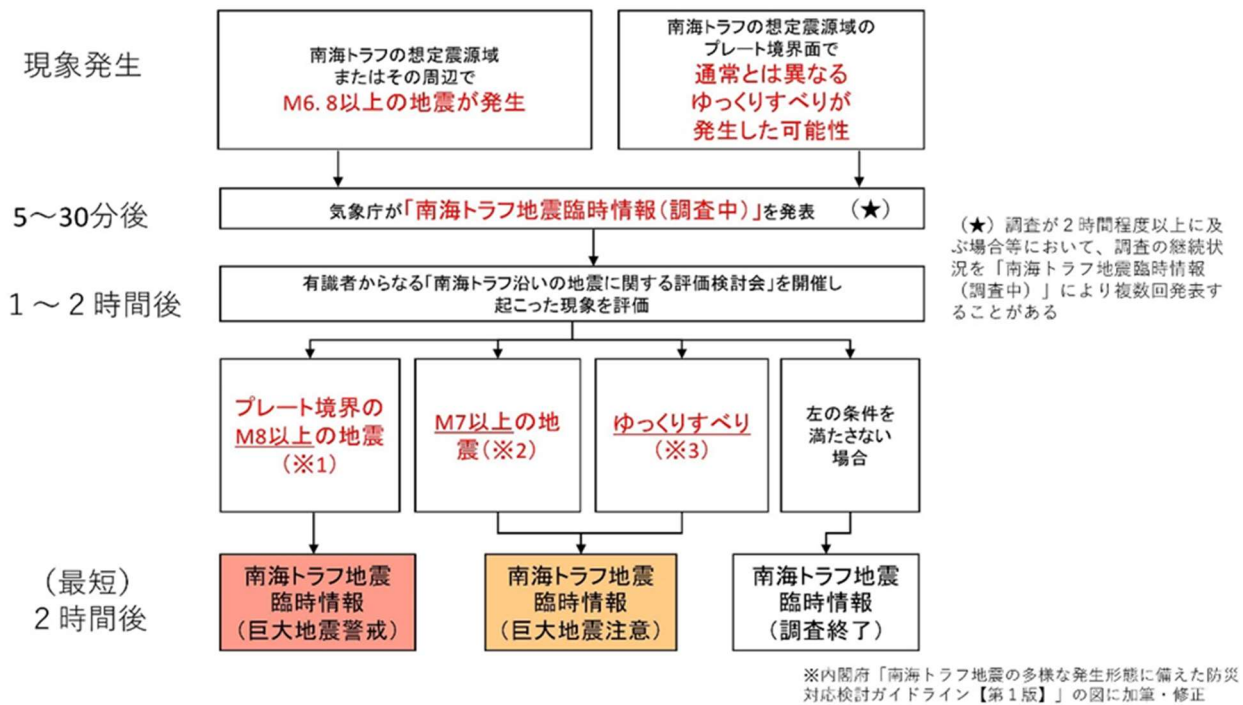 現象発生
南海トラフの想定震源域
またはその周辺で
M6.8以上の地震が発生
南海トラフの想定震源域の
プレート境界面で
通常とは異なる
ゆっくりすべりが
発生した可能性
5～30分後
気象庁が「南海トラフ地震臨時情報(調査中)」を発表 (★)
(★)調査が2時間程度以上に及
ぶ場合等において、調査の継続状
況を「南海トラフ地震臨時情報
(調査中)」により複数回発表す
ることがある
1～2時間後
有識者からなる「南海トラフ沿いの地震に関する評価検討会」を開催し
起こった現象を評価
プレート境界の
M8以上の地震
(※1)
M7以上の地
震(※2)
ゆっくりすべり
(※3)
左の条件を
満たさない
場合
(最短)
2時間後
南海トラフ地震
臨時情報
(巨大地震警戒)
南海トラフ地震
臨時情報
(巨大地震注意)
南海トラフ地震
臨時情報
(調査終了)
※内閣府「南海トラフ地震の多様な発生形態に備えた防災
対応検討ガイドライン【第1版】」の図に加筆・修正